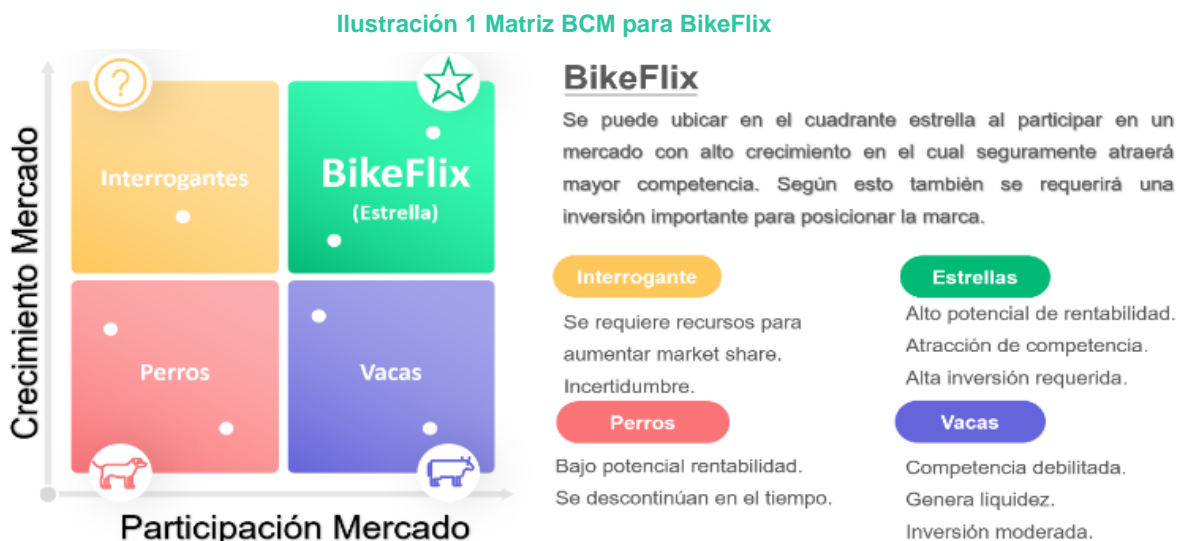 Ilustración 1 Matriz BCM para BikeFlix
Crecimiento Mercado
?
Interrogantes
BikeFlix
(Estrella)
Perros
Vacas
Participación Mercado
BikeFlix
Se puede ubicar en el cuadrante estrella al participar en un
mercado con alto crecimiento en el cual seguramente atraerá
mayor competencia. Según esto también se requerirá una
inversión importante para posicionar la marca.
Interrogante
Se requiere recursos para
aumentar market share.
Incertidumbre.
Estrellas
Alto potencial de rentabilidad.
Atracción de competencia.
Alta inversión requerida.
Perros
Bajo potencial rentabilidad.
Se descontinúan en el tiempo.
Vacas
Competencia debilitada.
Genera liquidez.
Inversión moderada.